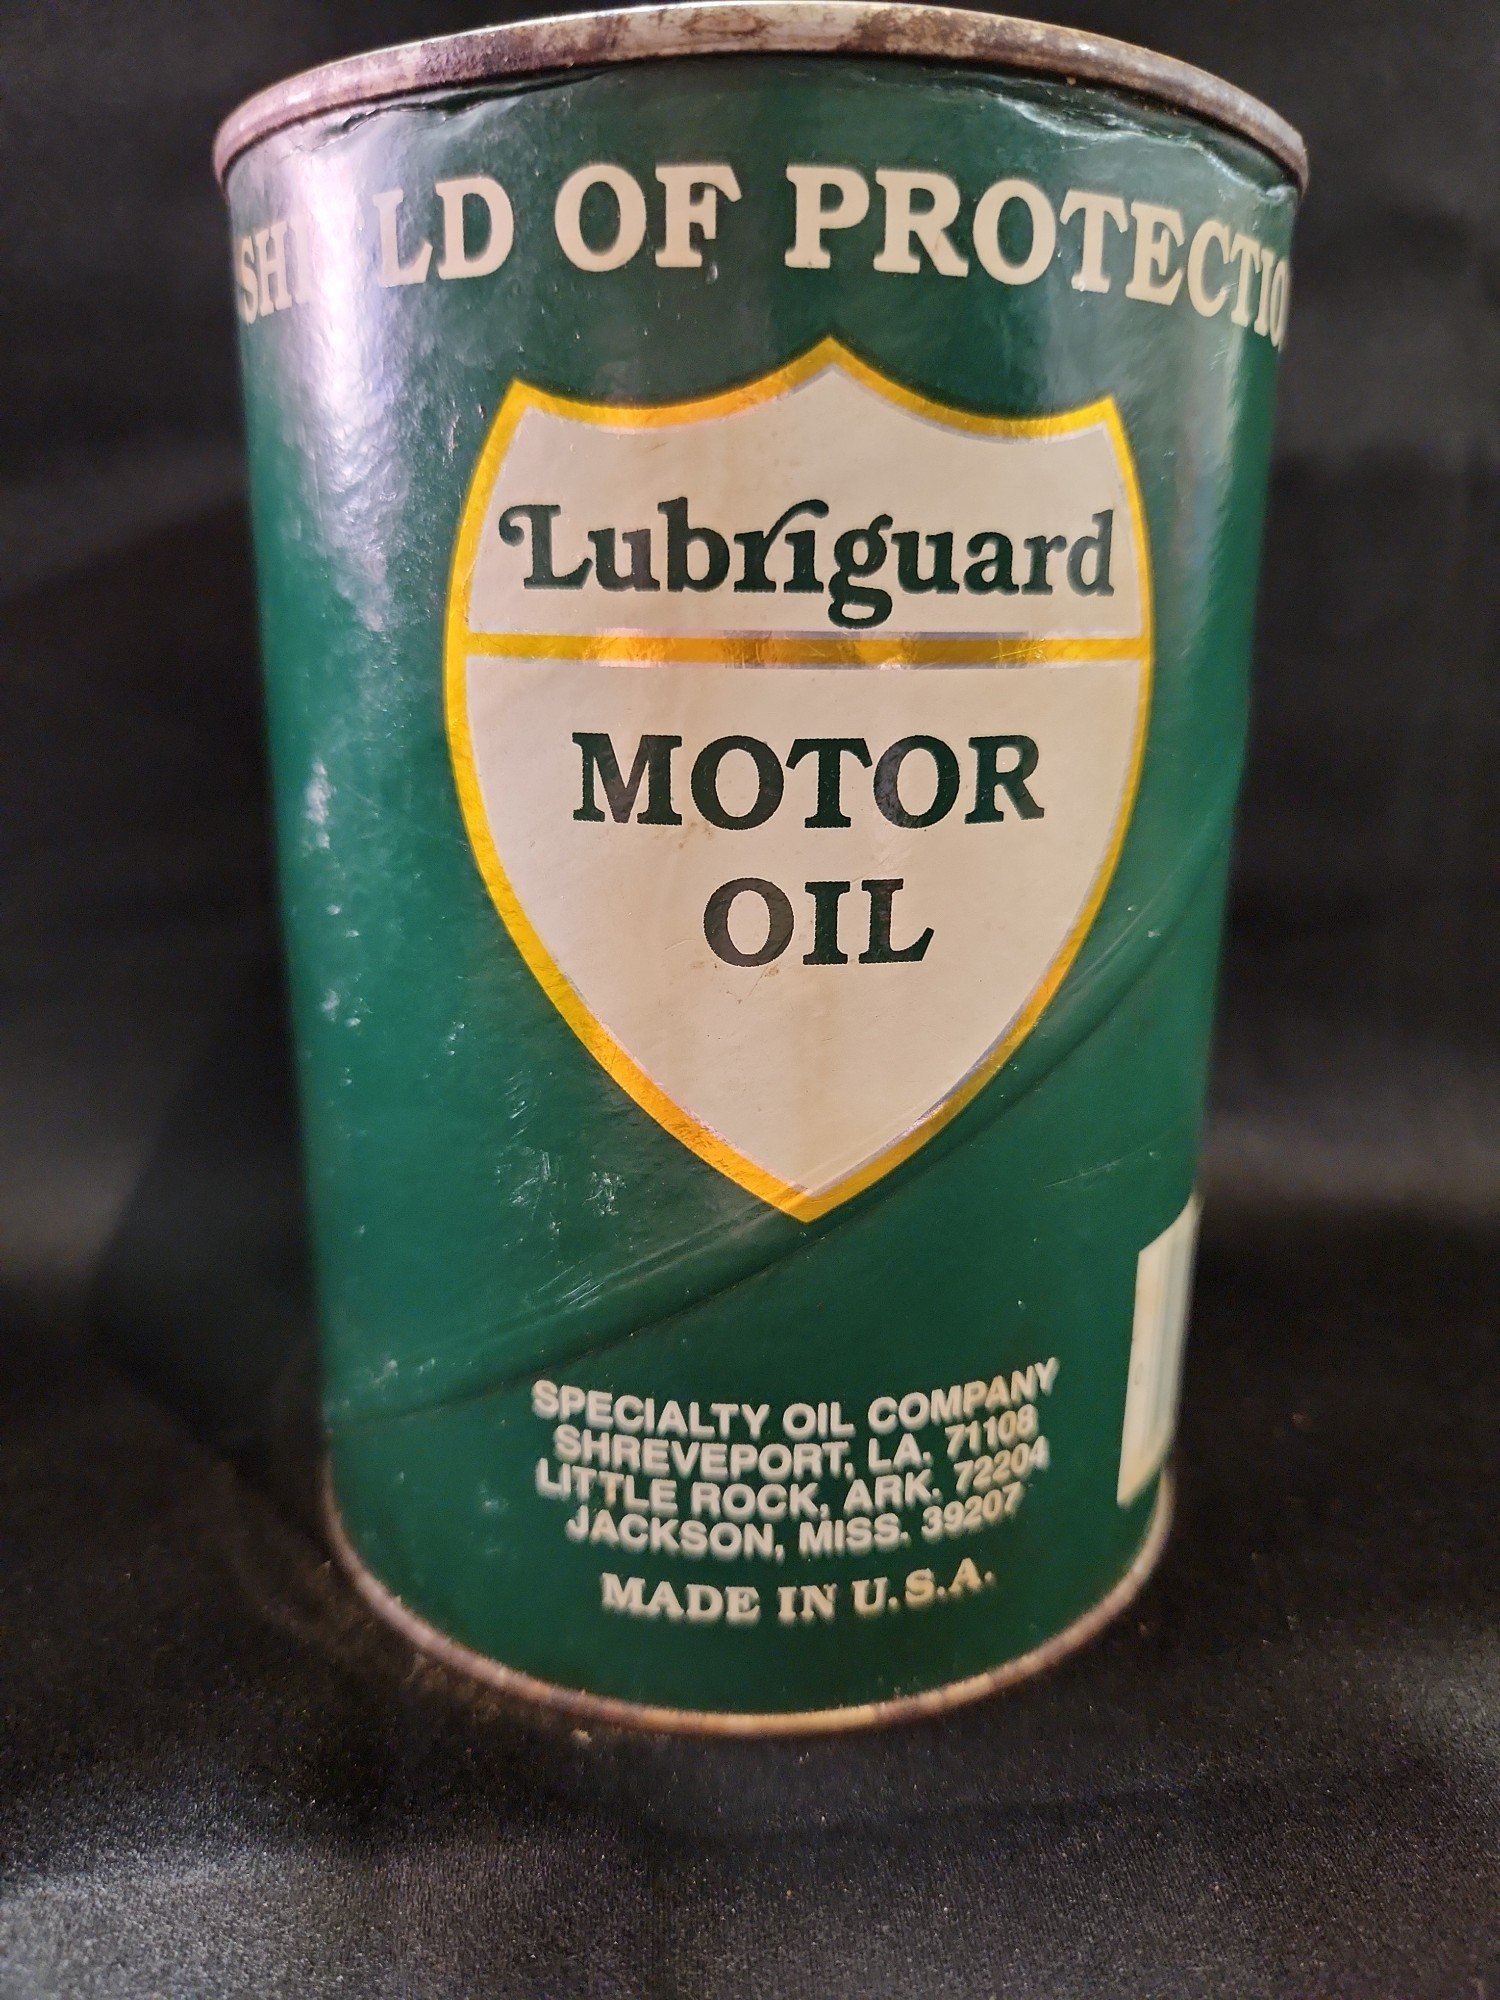 SHIELD OF PROTECTIO
Lubriguard
MOTOR
OIL
SPECIALTY OIL COMPANY
SHREVEPORT, LA. 71108
LITTLE ROCK, ARK. 72204
JACKSON, MISS. 39207
MADE IN U.S.A.